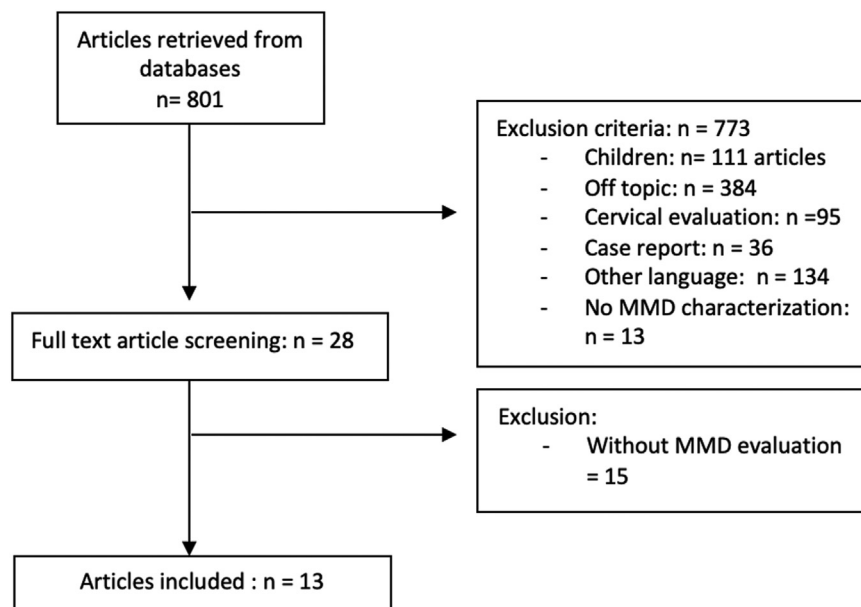 Articles retrieved from
databases
n= 801
Exclusion criteria: n = 773
- Children: n= 111 articles
- Off topic: n = 384
- Cervical evaluation: n =95
- Case report: n = 36
- Other language:  n = 134
- No MMD characterization:
n = 13
Full text article screening: n = 28
Exclusion:
- Without MMD evaluation
= 15
Articles included : n = 13